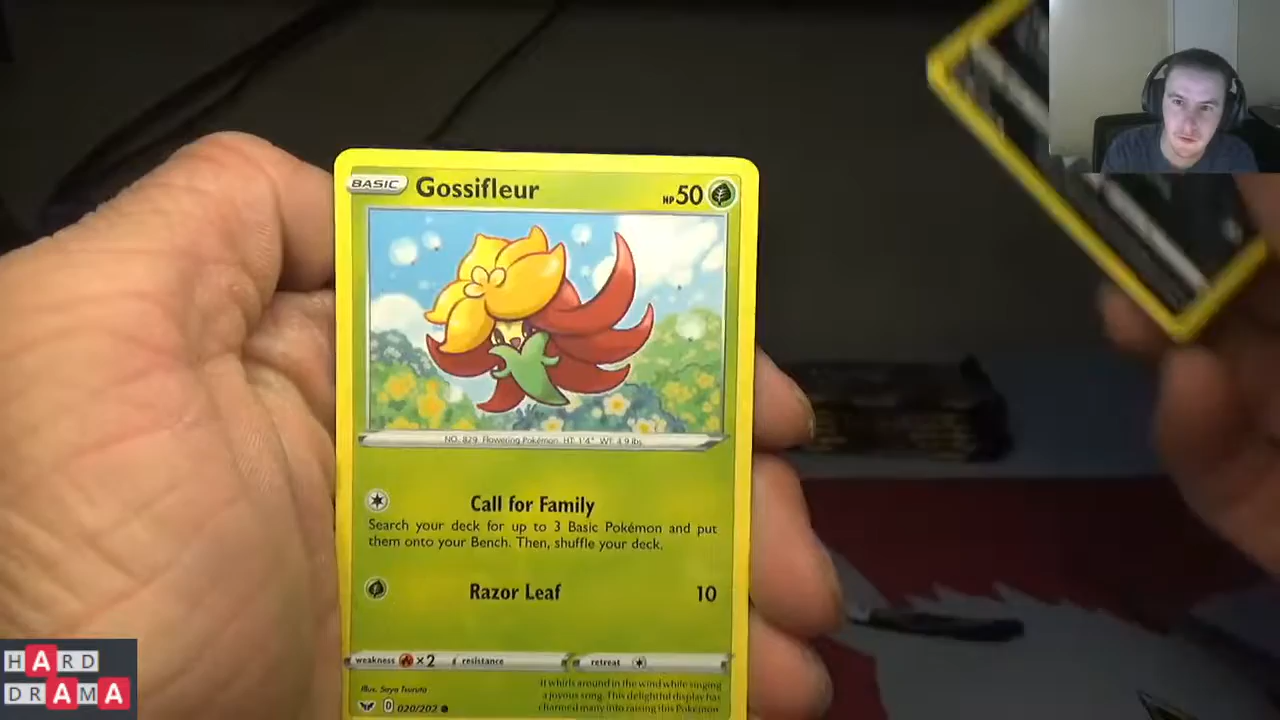 BASIC Gossifleur HP 50
NO. 829 Flowering Pokémon HT: 1'4" WT: 4.9 lbs
Call for Family
Search your deck for up to 3 Basic Pokémon and put
them onto your Bench. Then, shuffle your deck.
Razor Leaf 10
weakness ×2 resistance retreat
Illus. Saya Tsuruta
It whirls around in the wind while singing
a joyous song. This delightful display has
charmed many into raising this Pokémon
D 020/202
HARD
DRAMA